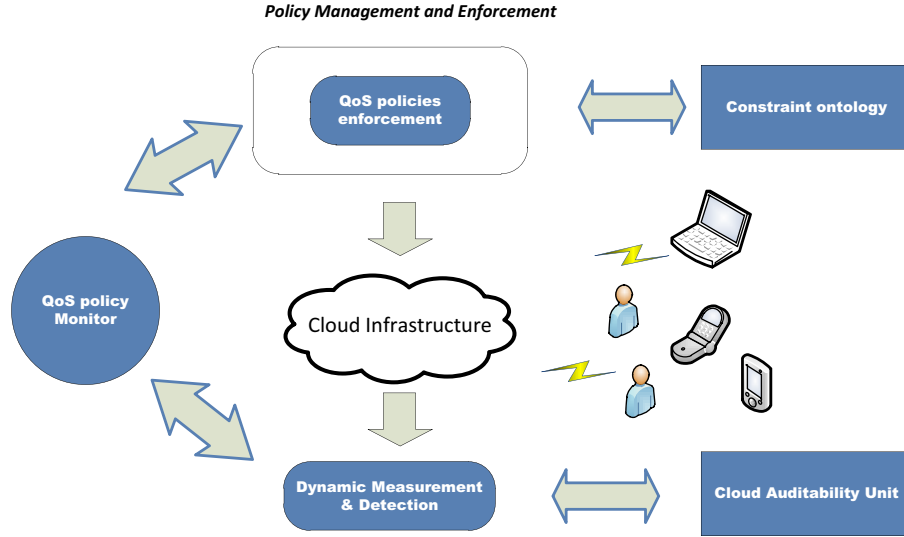 Policy Management and Enforcement
QoS policies
enforcement
Constraint ontology
QoS policy
Monitor
Cloud Infrastructure
Dynamic Measurement
& Detection
Cloud Auditability Unit